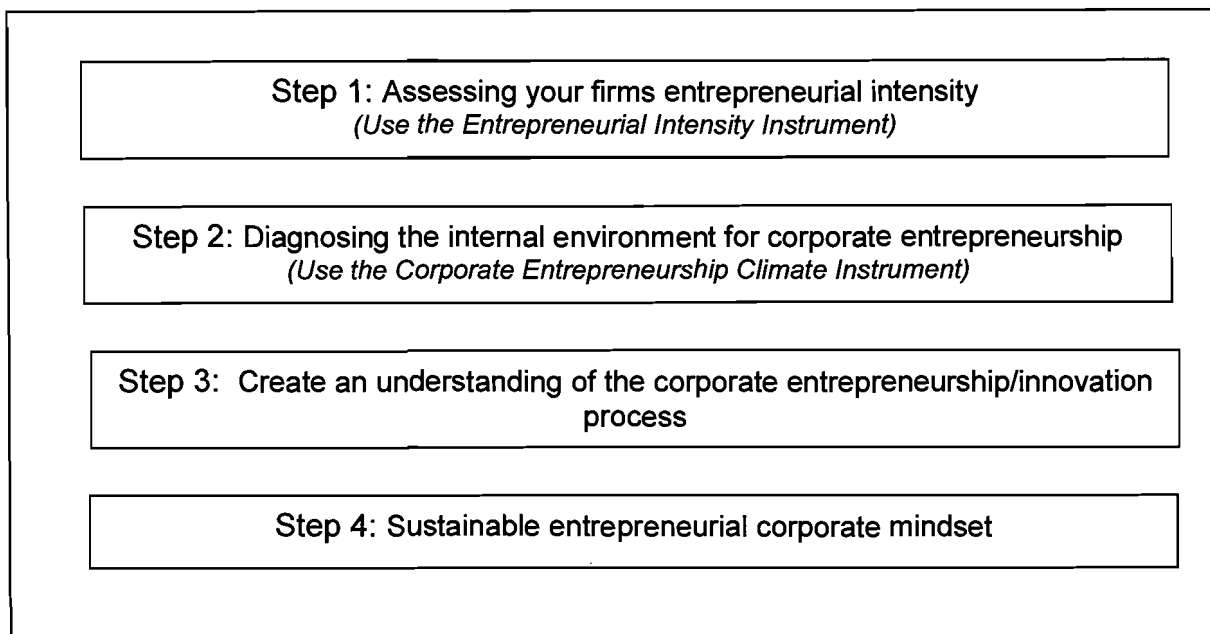 Step 1: Assessing your firms entrepreneurial intensity
(Use the Entrepreneurial Intensity Instrument)
Step 2: Diagnosing the internal environment for corporate entrepreneurship
(Use the Corporate Entrepreneurship Climate Instrument)
Step 3: Create an understanding of the corporate entrepreneurship/innovation
process
Step 4: Sustainable entrepreneurial corporate mindset